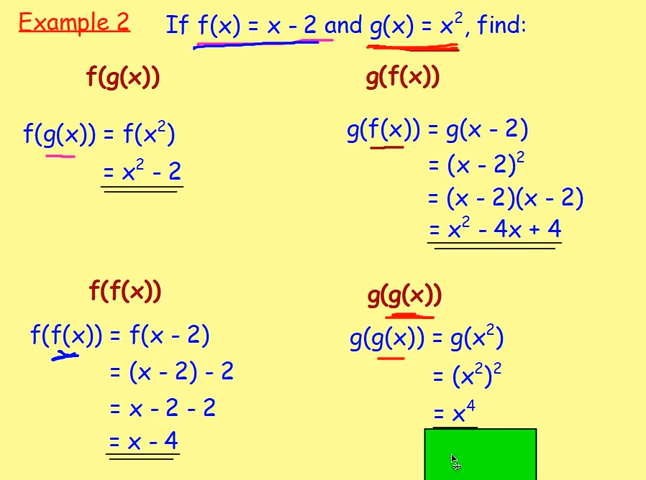 Example 2 If f(x) = x - 2 and g(x) = x², find:
f(g(x))
f(g(x)) = f(x²)
= x² - 2
g(f(x))
g(f(x)) = g(x - 2)
= (x - 2)²
= (x - 2)(x - 2)
= x² - 4x + 4
f(f(x))
f(f(x)) = f(x - 2)
= (x - 2) - 2
= x - 2 - 2
= x - 4
g(g(x))
g(g(x)) = g(x²)
= (x²)²
= x⁴